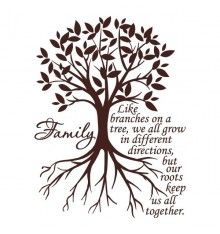 Family
Like
branches on a
tree, we all grow
in different
directions,
but
our
roots
keep
us all
together.